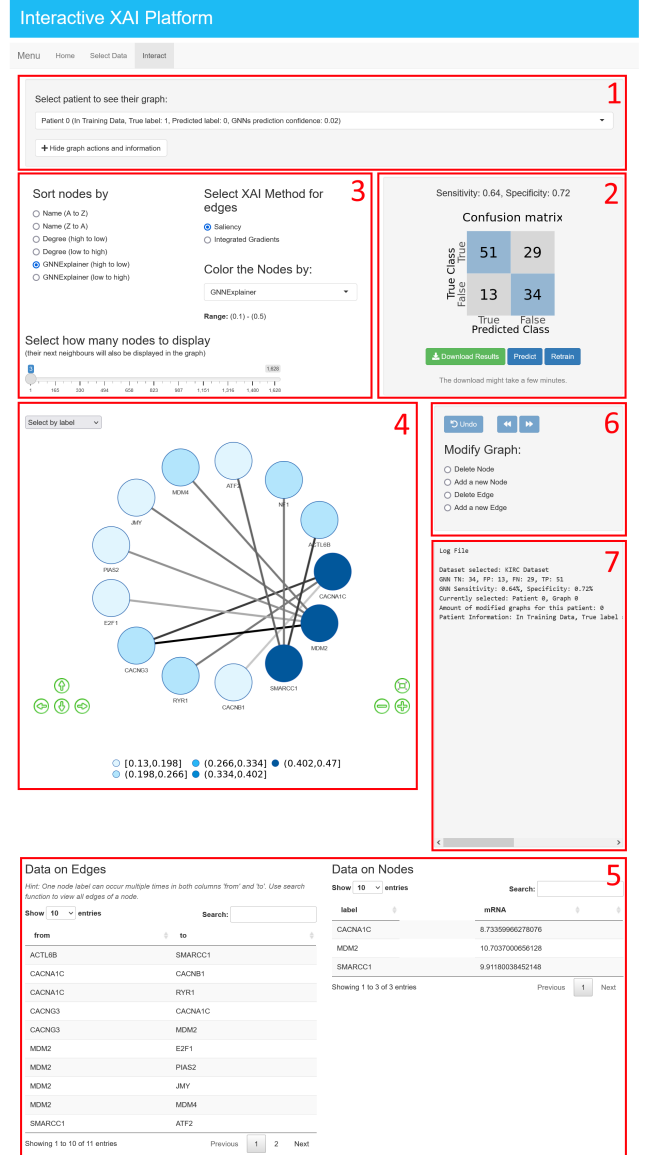 Interactive XAI Platform
Menu Home Select Data Interact
1
Select patient to see their graph:
Patient 0 (In Training Data, True label: 1, Predicted label: 0, GNNs prediction confidence: 0.02)
+ Hide graph actions and information
3
Sort nodes by
Name (A to Z)
Name (Z to A)
Degree (high to low)
Degree (low to high)
GNNExplainer (high to low)
GNNExplainer (low to high)
Select XAI Method for
edges
Saliency
Integrated Gradients
Color the Nodes by:
GNNExplainer
Range: (0.1) - (0.5)
Select how many nodes to display
(their next neighbours will also be displayed in the graph)
1 1,628
1 165 330 494 658 823 987 1,151 1,316 1,480 1,628
2
Sensitivity: 0.64, Specificity: 0.72
Confusion matrix
True Class
True False
51 29
13 34
True False
Predicted Class
Download Results Predict Retrain
The download might take a few minutes.
4
Select by label
ATF2
NF1
MDM4
ACTL6B
JMY
CACNA1C
PIAS2
MDM2
E2F1
SMARCC1
CACNG3
CACNB1
RYR1
[0.13,0.198] (0.266,0.334] (0.402,0.47]
(0.198,0.266] (0.334,0.402]
6
Undo
Modify Graph:
Delete Node
Add a new Node
Delete Edge
Add a new Edge
7
Log File
Dataset selected: KIRC Dataset
GNN TN: 34, FP: 13, FN: 29, TP: 51
GNN Sensitivity: 0.64%, Specificity: 0.72%
Currently selected: Patient 0, Graph 0
Amount of modified graphs for this patient: 0
Patient Information: In Training Data, True label
5
Data on Edges
Hint: One node label can occur multiple times in both columns 'from' and 'to'. Use search
function to view all edges of a node.
Show 10 entries Search:
from to
ACTL6B SMARCC1
CACNA1C CACNB1
CACNA1C RYR1
CACNG3 CACNA1C
CACNG3 MDM2
MDM2 E2F1
MDM2 PIAS2
MDM2 JMY
MDM2 MDM4
SMARCC1 ATF2
Showing 1 to 10 of 11 entries Previous 1 2 Next
Data on Nodes
Show 10 entries Search:
label mRNA
CACNA1C 8.73359966278076
MDM2 10.7037000656128
SMARCC1 9.91180038452148
Showing 1 to 3 of 3 entries Previous 1 Next